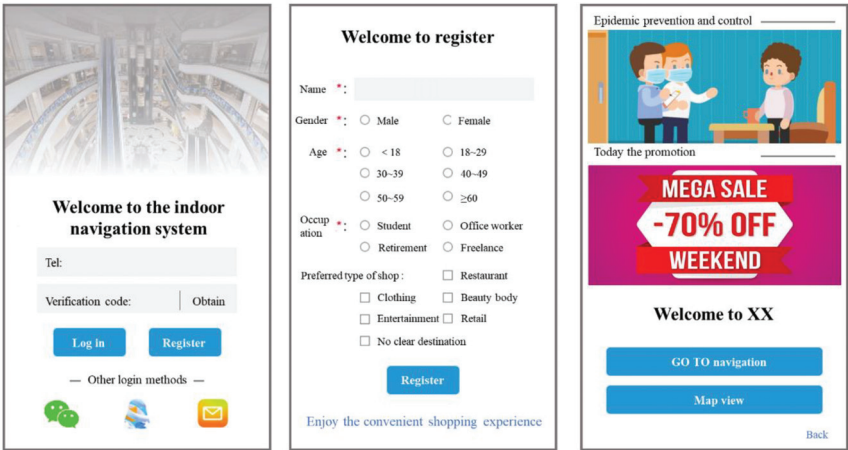 Welcome to the indoor
navigation system
Tel:
Verification code: Obtain
Log in Register
— Other login methods —
Welcome to register
Name *:
Gender *: Male Female
Age *: < 18 18~29
30~39 40~49
50~59 ≥60
Occup
ation *: Student Office worker
Retirement Freelance
Preferred type of shop : Restaurant
Clothing Beauty body
Entertainment Retail
No clear destination
Register
Enjoy the convenient shopping experience
Epidemic prevention and control
Today the promotion
MEGA SALE
-70% OFF
WEEKEND
Welcome to XX
GO TO navigation
Map view
Back